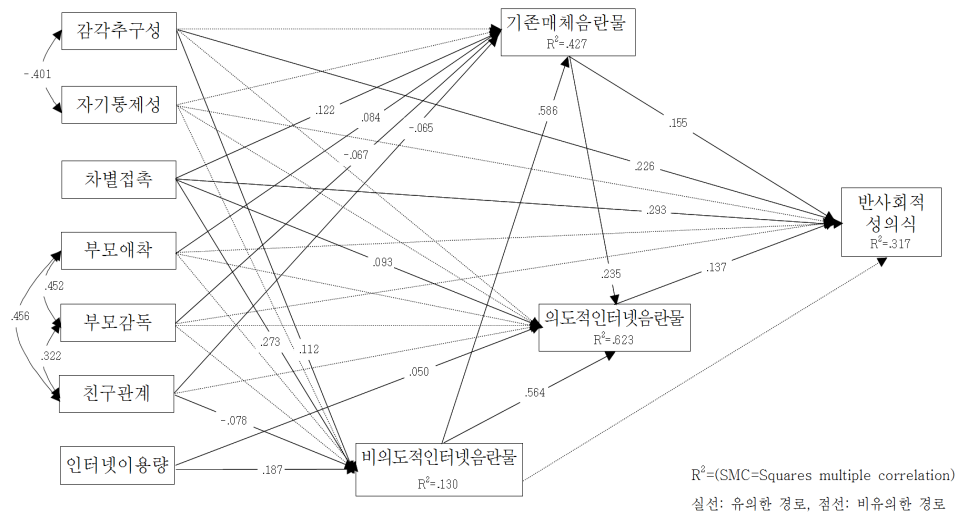 감각추구성
자기통제성
차별접촉
부모애착
부모감독
친구관계
인터넷이용량
-.401
.452
.456
.322
기존매체음란물
R²=.427
.122
.084
-.065
-.067
.586
.155
.226
.293
반사회적
성의식
R²=.317
.093
.235
.137
의도적인터넷음란물
R²=.623
.273
.112
.050
.564
-.078
.187
비의도적인터넷음란물
R²=.130
R²=(SMC=Squares multiple correlation)
실선: 유의한 경로, 점선: 비유의한 경로